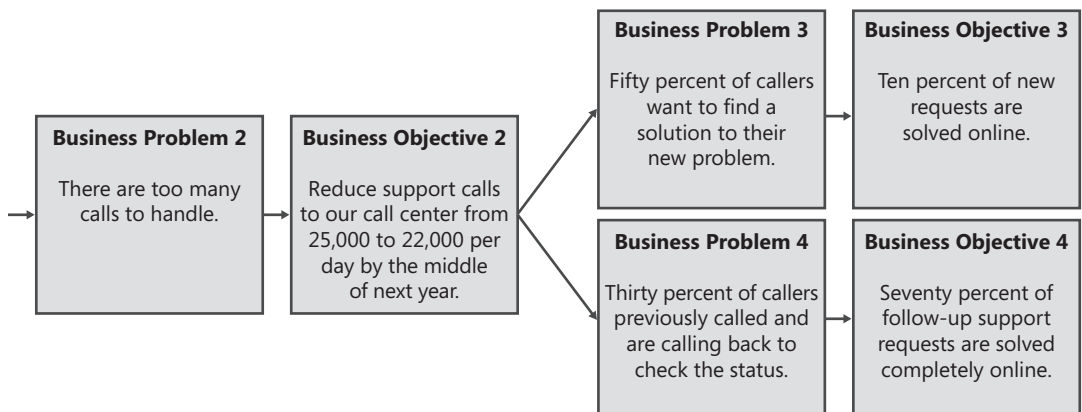 Business Problem 2
There are too many
calls to handle.
Business Objective 2
Reduce support calls
to our call center from
25,000 to 22,000 per
day by the middle
of next year.
Business Problem 3
Fifty percent of callers
want to find a
solution to their
new problem.
Business Objective 3
Ten percent of new
requests are
solved online.
Business Problem 4
Thirty percent of callers
previously called and
are calling back to
check the status.
Business Objective 4
Seventy percent of
follow-up support
requests are solved
completely online.